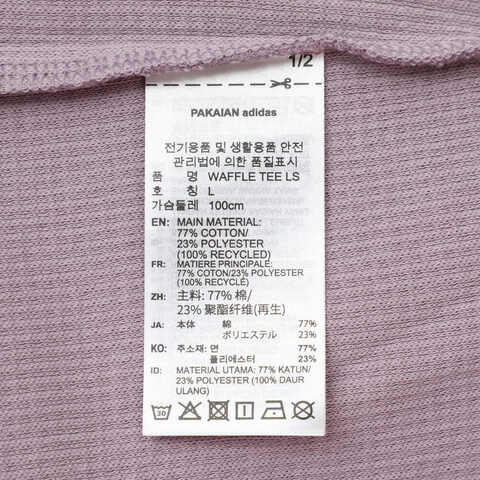 1/2
PAKAIAN adidas
전기용품 및 생활용품 안전
관리법에 의한 품질표시
품 명 WAFFLE TEE LS
호 칭 L
가슴둘레 100cm
EN: MAIN MATERIAL:
77% COTTON/
23% POLYESTER
(100% RECYCLED)
FR: MATIERE PRINCIPALE:
77% COTON/23% POLYESTER
(100% RECYCLÉ)
ZH: 主料: 77% 棉/
23% 聚酯纤维(再生)
JA: 本体 綿 77%
ポリエステル 23%
KO: 주소재: 면 77%
폴리에스터 23%
ID: MATERIAL UTAMA: 77% KATUN/
23% POLYESTER (100% DAUR
ULANG)
30